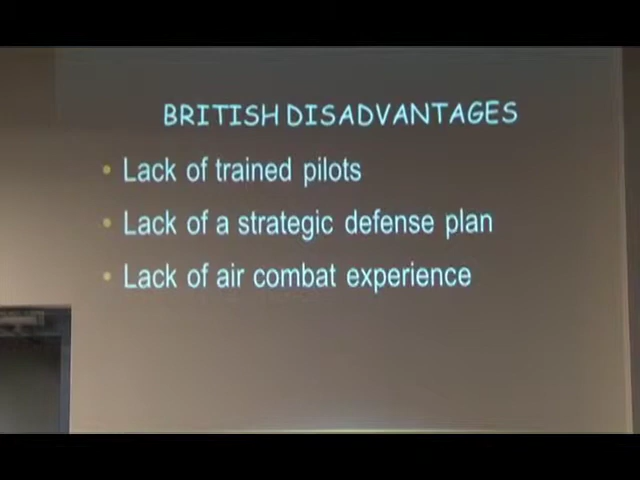 BRITISH DISADVANTAGES
• Lack of trained pilots
• Lack of a strategic defense plan
• Lack of air combat experience